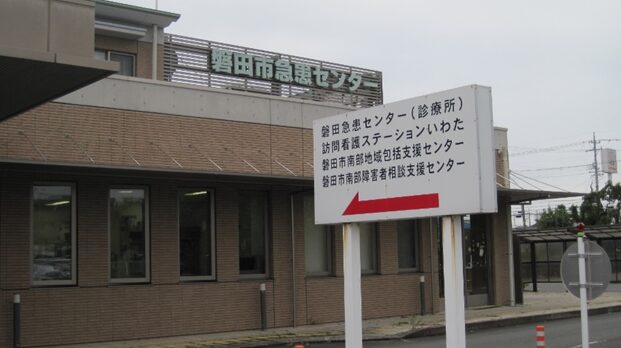 磐田市急患センター
磐田急患センター(診療所)
訪問看護ステーションいわた
磐田市南部地域包括支援センター
磐田市南部障害者相談支援センター